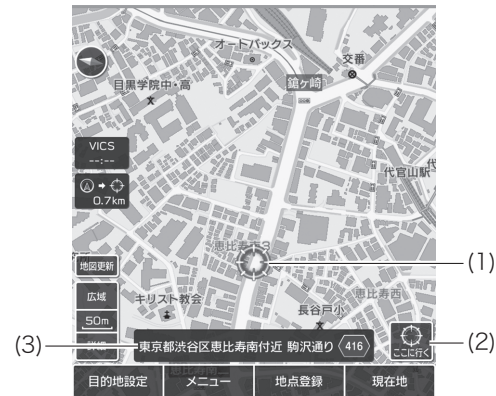 オートバックス
交番
目黒学院中・高
鎗ヶ崎
VICS
--:--
代官山駅
0.7km
恵比寿南3
(1)
地図更新
広域
キリスト教会
恵比寿西
50m
長谷戸小
(3)
東京都渋谷区恵比寿南付近 駒沢通り 416
ここに行く
(2)
目的地設定
メニュー
地点登録
現在地